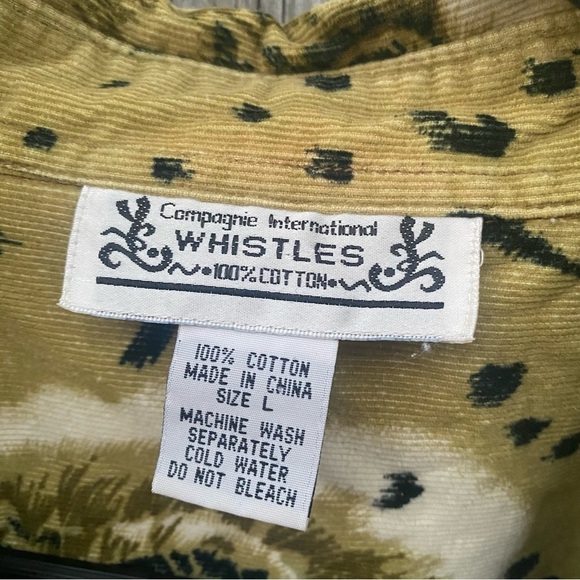 Compagnie International
WHISTLES
100% COTTON
100% COTTON
MADE IN CHINA
SIZE L
MACHINE WASH
SEPARATELY
COLD WATER
DO NOT BLEACH